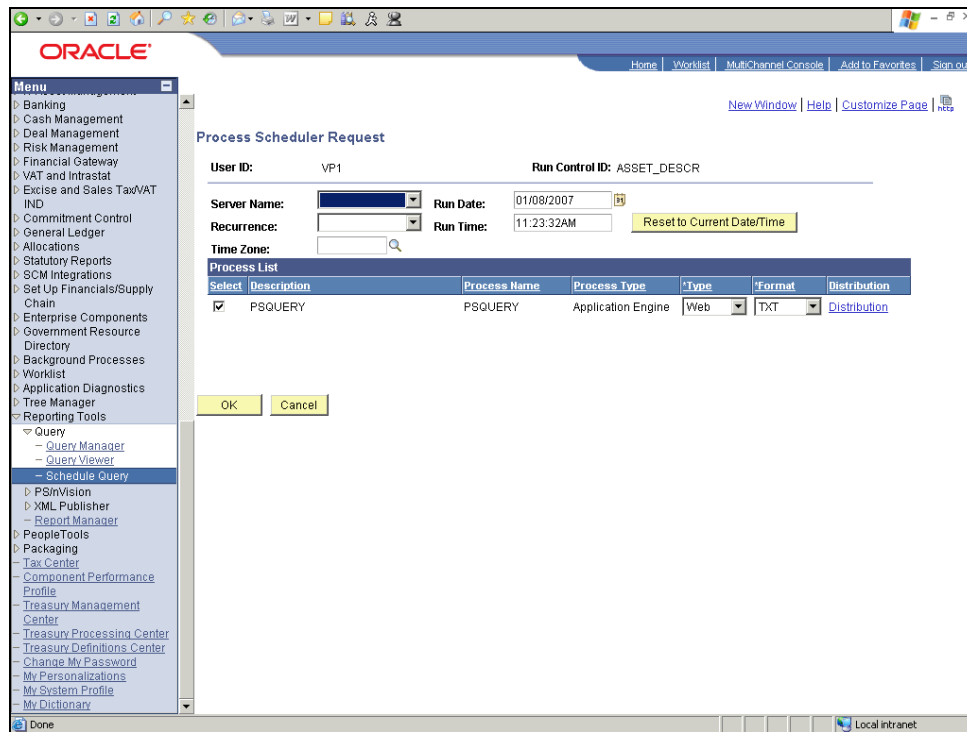 ORACLE
Home | Worklist | MultiChannel Console | Add to Favorites | Sign ou
Menu
Banking
Cash Management
Deal Management
Risk Management
Financial Gateway
VAT and Intrastat
Excise and Sales Tax/VAT
IND
Commitment Control
General Ledger
Allocations
Statutory Reports
SCM Integrations
Set Up Financials/Supply
Chain
Enterprise Components
Government Resource
Directory
Background Processes
Worklist
Application Diagnostics
Tree Manager
Reporting Tools
Query
Query Manager
Query Viewer
Schedule Query
PS/nVision
XML Publisher
Report Manager
PeopleTools
Packaging
Tax Center
Component Performance
Profile
Treasury Management
Center
Treasury Processing Center
Treasury Definitions Center
Change My Password
My Personalizations
My System Profile
My Dictionary
New Window | Help | Customize Page | http
Process Scheduler Request
User ID: VP1 Run Control ID: ASSET_DESCR
Server Name: Run Date: 01/08/2007
Recurrence: Run Time: 11:23:32AM Reset to Current Date/Time
Time Zone:
Process List
Select Description Process Name Process Type *Type *Format Distribution
PSQUERY PSQUERY Application Engine Web TXT Distribution
OK Cancel
Done Local intranet